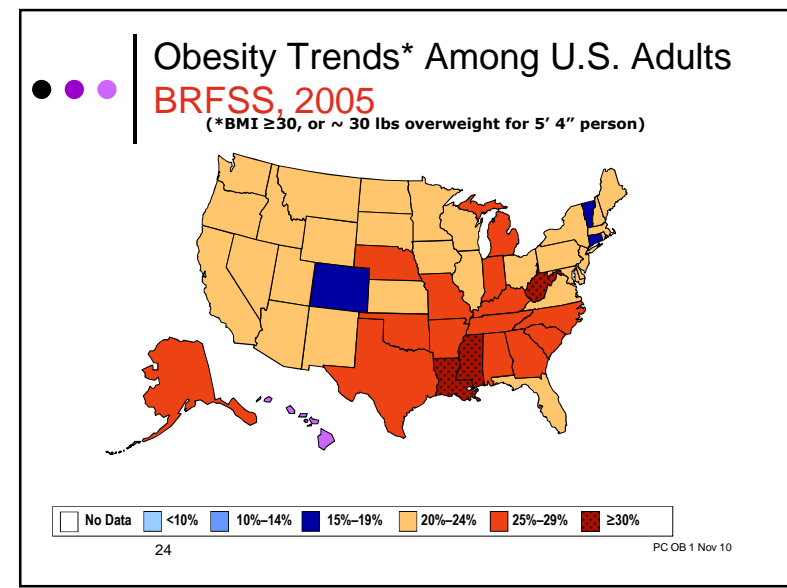 Obesity Trends* Among U.S. Adults
BRFSS, 2005
(*BMI ≥30, or ~ 30 lbs overweight for 5’ 4” person)
No Data <10% 10%–14% 15%–19% 20%–24% 25%–29% ≥30%
24
PC OB 1 Nov 10